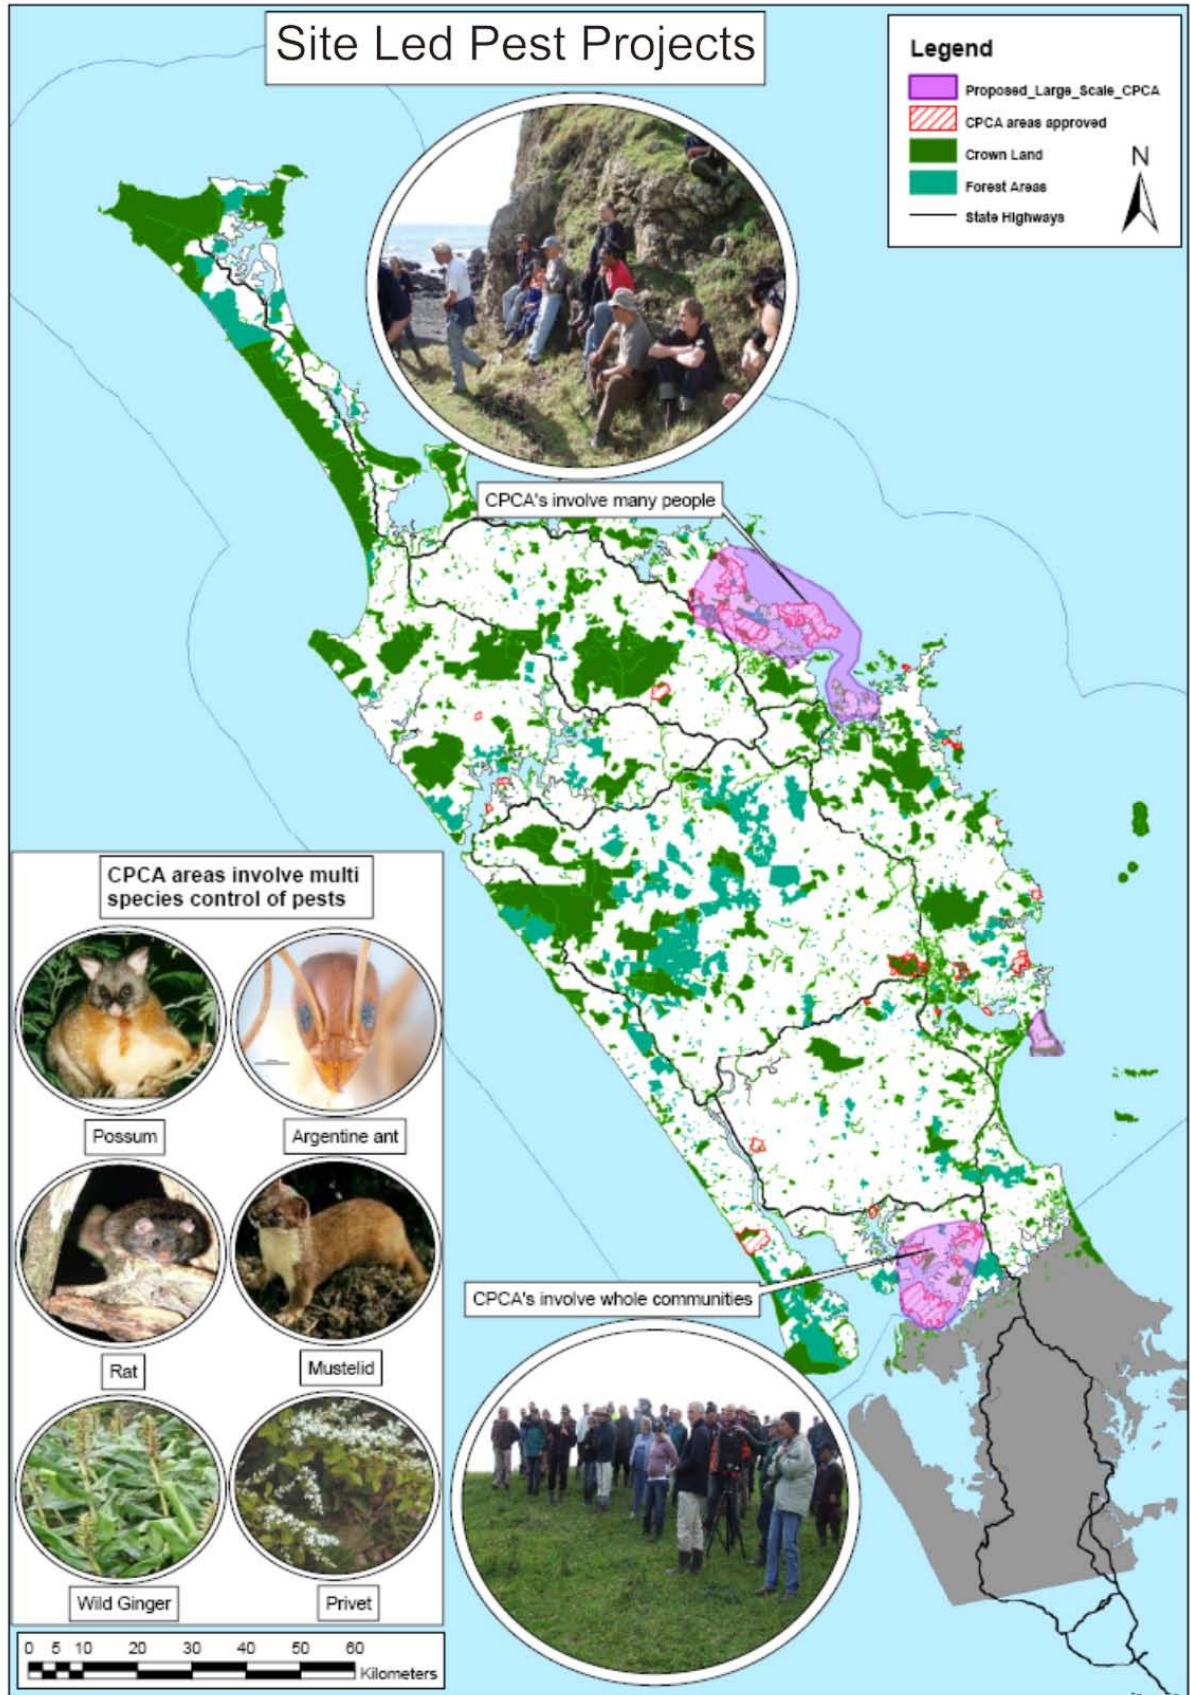 Site Led Pest Projects
Legend
Proposed_Large_Scale_CPCA
CPCA areas approved
Crown Land
Forest Areas
State Highways
N
CPCA's involve many people
CPCA areas involve multi
species control of pests
Possum
Argentine ant
Rat
Mustelid
Wild Ginger
Privet
CPCA's involve whole communities
0 5 10 20 30 40 50 60
Kilometers